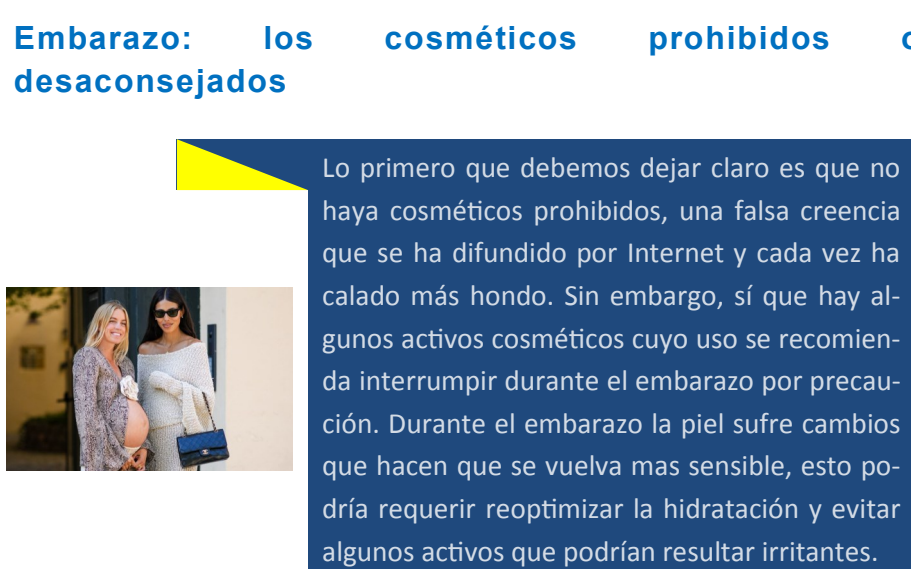 Embarazo: los cosméticos prohibidos
desaconsejados
Lo primero que debemos dejar claro es que no
haya cosméticos prohibidos, una falsa creencia
que se ha difundido por Internet y cada vez ha
calado más hondo. Sin embargo, sí que hay al-
gunos activos cosméticos cuyo uso se recomien-
da interrumpir durante el embarazo por precau-
ción. Durante el embarazo la piel sufre cambios
que hacen que se vuelva mas sensible, esto po-
dría requerir reoptimizar la hidratación y evitar
algunos activos que podrían resultar irritantes.